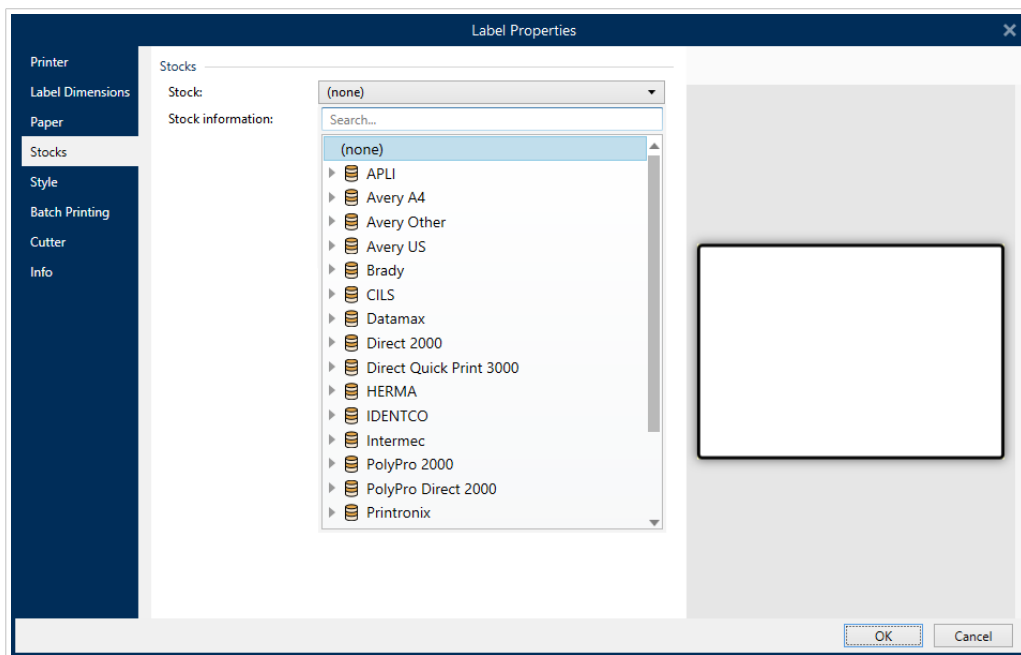 Label Properties
Printer
Label Dimensions
Paper
Stocks
Style
Batch Printing
Cutter
Info
Stocks
Stock: (none)
Stock information: Search...
(none)
APLI
Avery A4
Avery Other
Avery US
Brady
CILS
Datamax
Direct 2000
Direct Quick Print 3000
HERMA
IDENTCO
Intermec
PolyPro 2000
PolyPro Direct 2000
Printronix
OK Cancel